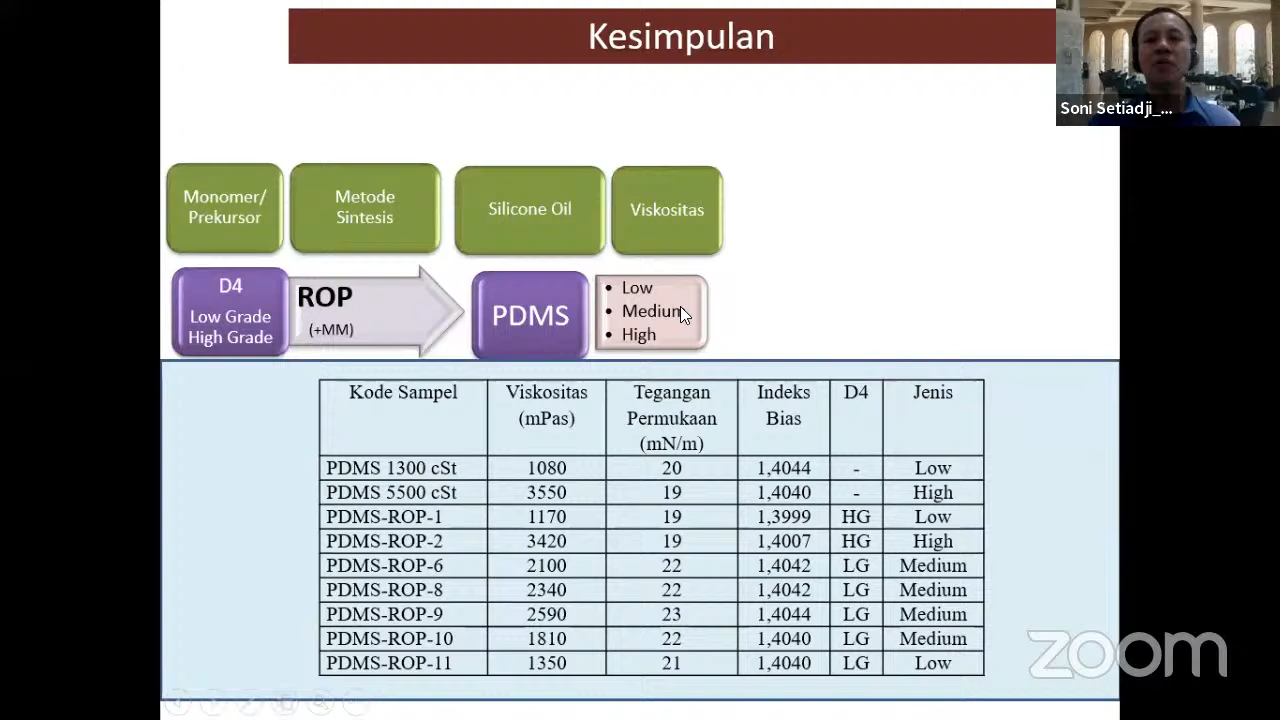 Kesimpulan
Soni Setiadji_...
Monomer/
Prekursor
Metode
Sintesis
Silicone Oil
Viskositas
D4
Low Grade
High Grade
ROP
(+MM)
PDMS
• Low
• Medium
• High
Kode Sampel Viskositas (mPas) Tegangan Permukaan (mN/m) Indeks Bias D4 Jenis
PDMS 1300 cSt 1080 20 1,4044 - Low
PDMS 5500 cSt 3550 19 1,4040 - High
PDMS-ROP-1 1170 19 1,3999 HG Low
PDMS-ROP-2 3420 19 1,4007 HG High
PDMS-ROP-6 2100 22 1,4042 LG Medium
PDMS-ROP-8 2340 22 1,4042 LG Medium
PDMS-ROP-9 2590 23 1,4044 LG Medium
PDMS-ROP-10 1810 22 1,4040 LG Medium
PDMS-ROP-11 1350 21 1,4040 LG Low
zoom